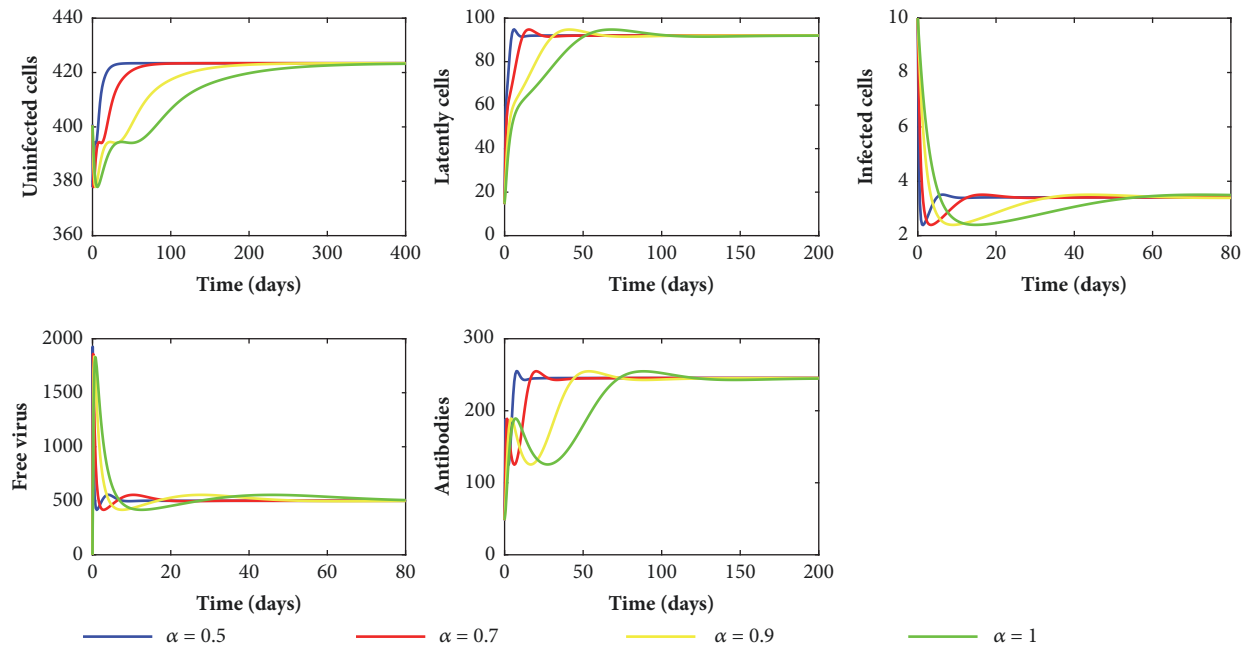 440
420
400
380
360
Uninfected cells
0 100 200 300 400
Time (days)
100
80
60
40
20
0
Latently cells
0 50 100 150 200
Time (days)
10
8
6
4
2
Infected cells
0 20 40 60 80
Time (days)
2000
1500
1000
500
0
Free virus
0 20 40 60 80
Time (days)
300
200
100
0
Antibodies
0 50 100 150 200
Time (days)
α = 0.5 α = 0.7 α = 0.9 α = 1